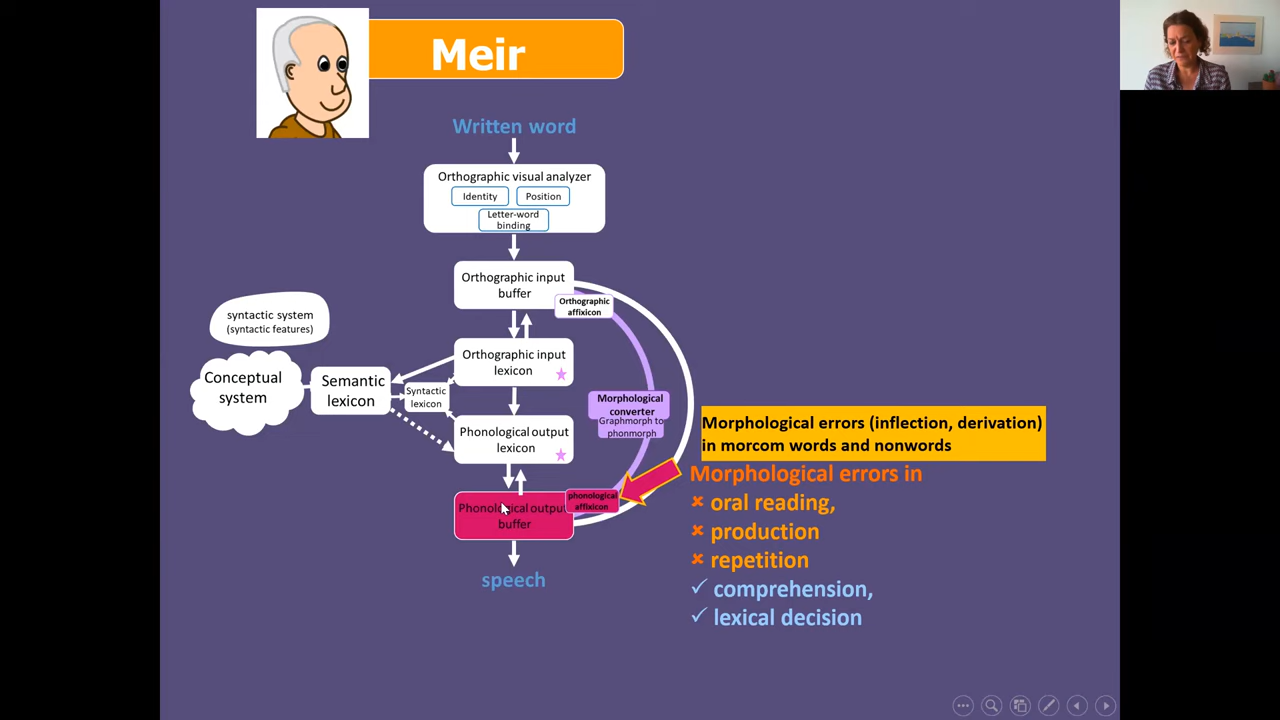 Meir
Written word
Orthographic visual analyzer
Identity
Position
Letter-word
binding
Orthographic input
buffer
Orthographic
affixicon
syntactic system
(syntactic features)
Orthographic input
lexicon
Conceptual
system
Semantic
lexicon
Syntactic
lexicon
Morphological
converter
Graphmorph to
phonmorph
Phonological output
lexicon
Morphological errors (inflection, derivation)
in morcom words and nonwords
Morphological errors in
× oral reading,
× production
× repetition
✓ comprehension,
✓ lexical decision
phonological
affixicon
Phonological output
buffer
speech